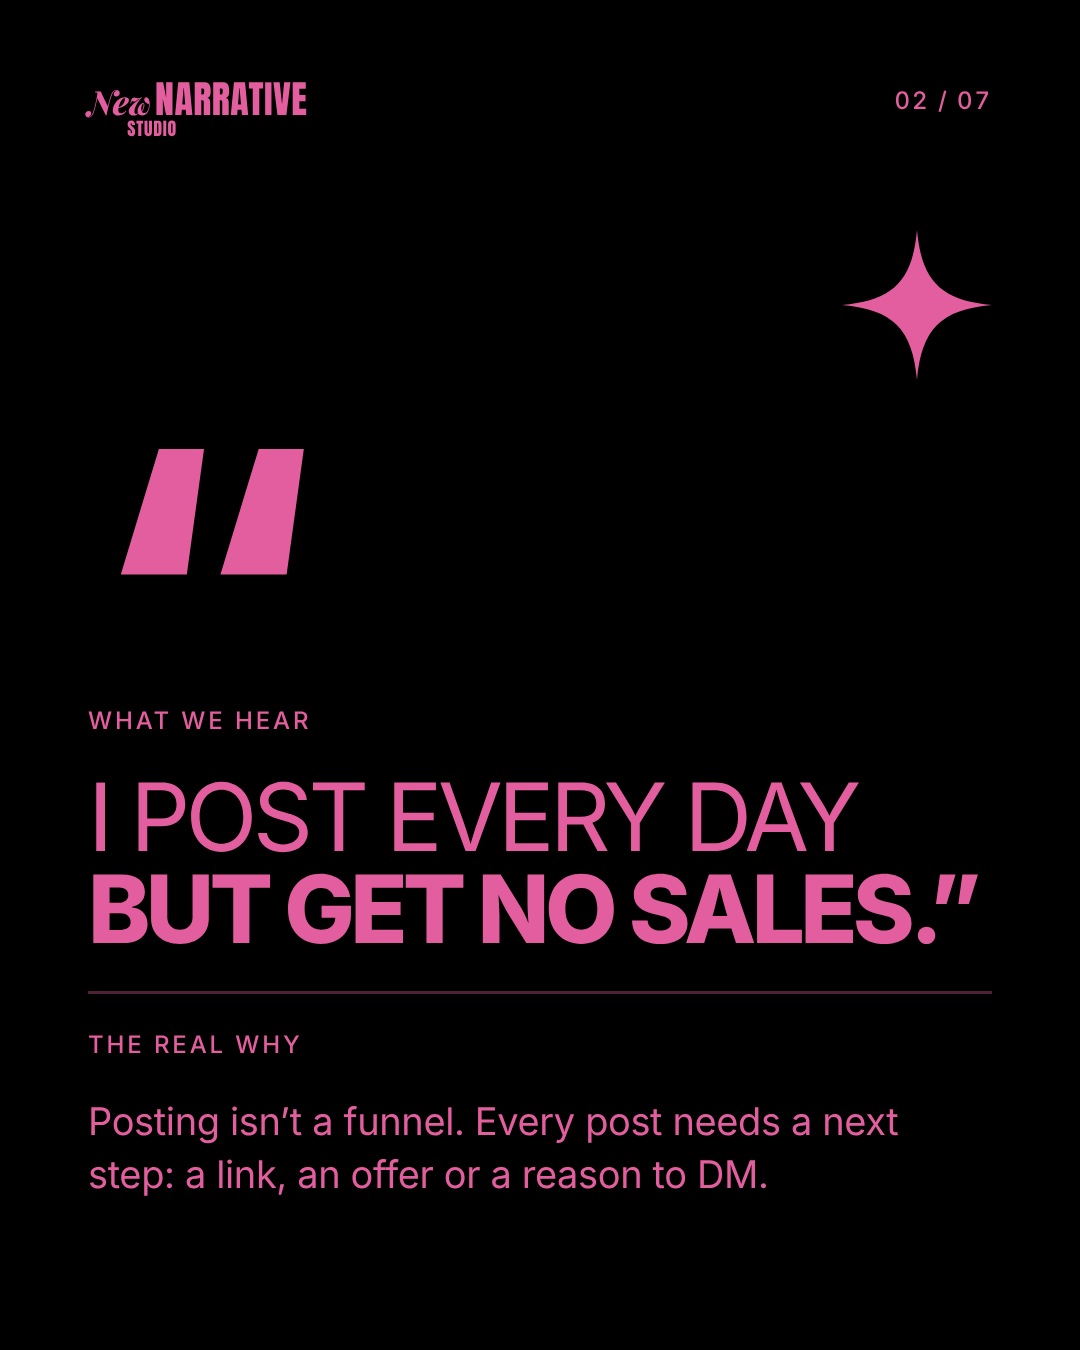 New NARRATIVE
STUDIO
02 / 07
“
WHAT WE HEAR
I POST EVERY DAY
BUT GET NO SALES.”
THE REAL WHY
Posting isn’t a funnel. Every post needs a next
step: a link, an offer or a reason to DM.